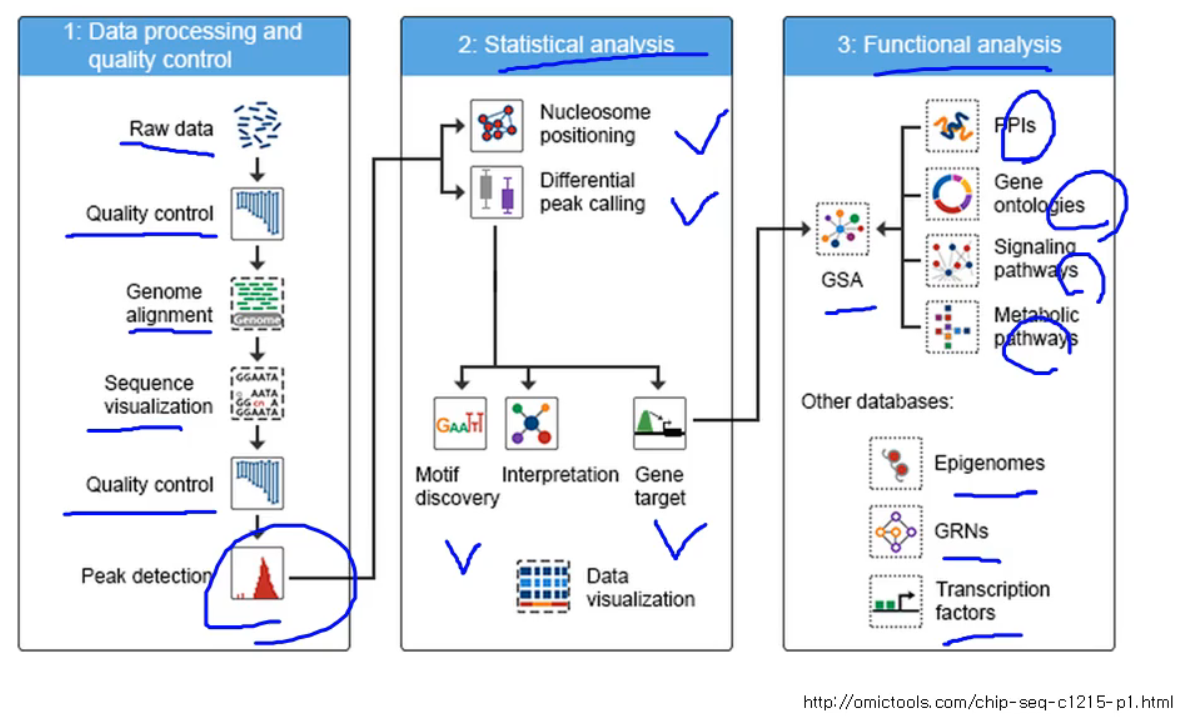 1: Data processing and
quality control
Raw data
Quality control
Genome
alignment
Genome
Sequence
visualization
GGAATA
AATA
GG cn A
GGAATA
Quality control
Peak detection
2: Statistical analysis
Nucleosome
positioning
Differential
peak calling
GAATT
Motif
discovery
Interpretation
Gene
target
Data
visualization
3: Functional analysis
PPIs
Gene
ontologies
Signaling
pathways
Metabolic
pathways
GSA
Other databases:
Epigenomes
GRNs
Transcription
factors
http://omictools.com/chip-seq-c1215-p1.html